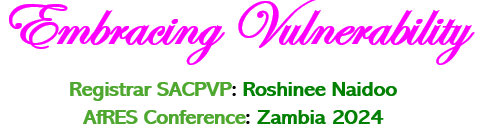 Embracing Vulnerability
Registrar SACPVP: Roshinee Naidoo
AfRES Conference: Zambia 2024